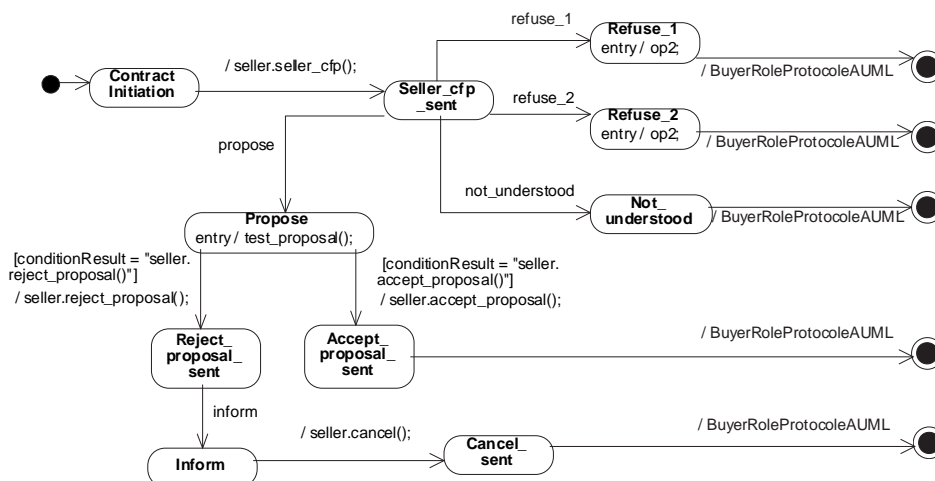 refuse_1
Refuse_1
entry / op2;
/ BuyerRoleProtocoleAUML
Contract
Initiation
/ seller.seller_cfp();
Seller_cfp
_sent
refuse_2
Refuse_2
entry / op2;
/ BuyerRoleProtocoleAUML
propose
not_understood
Not_
understood
/ BuyerRoleProtocoleAUML
Propose
entry / test_proposal();
[conditionResult = "seller.
reject_proposal()"]
/ seller.reject_proposal();
[conditionResult = "seller.
accept_proposal()"]
/ seller.accept_proposal();
Reject_
proposal_
sent
Accept_
proposal_
sent
/ BuyerRoleProtocoleAUML
inform
Inform
/ seller.cancel();
Cancel_
sent
/ BuyerRoleProtocoleAUML